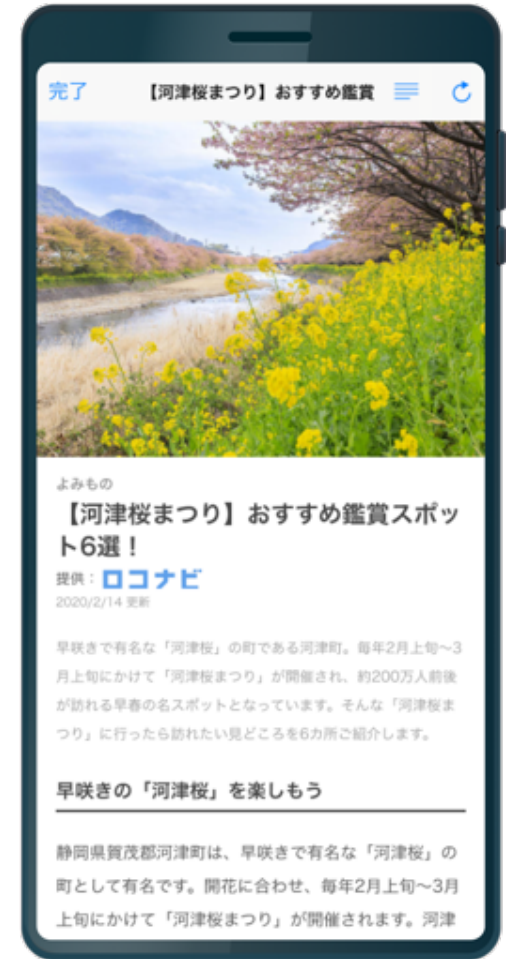 完了
【河津桜まつり】おすすめ鑑賞
よみもの
【河津桜まつり】おすすめ鑑賞スポッ
ト6選！
提供：ロコナビ
2020/2/14 更新
早咲きで有名な「河津桜」の町である河津町。毎年2月上旬〜3
月上旬にかけて「河津桜まつり」が開催され、約200万人前後
が訪れる早春の名スポットとなっています。そんな「河津桜ま
つり」に行ったら訪れたい見どころを6カ所ご紹介します。
早咲きの「河津桜」を楽しもう
静岡県賀茂郡河津町は、早咲きで有名な「河津桜」の
町として有名です。開花に合わせ、毎年2月上旬〜3月
上旬にかけて「河津桜まつり」が開催されます。河津